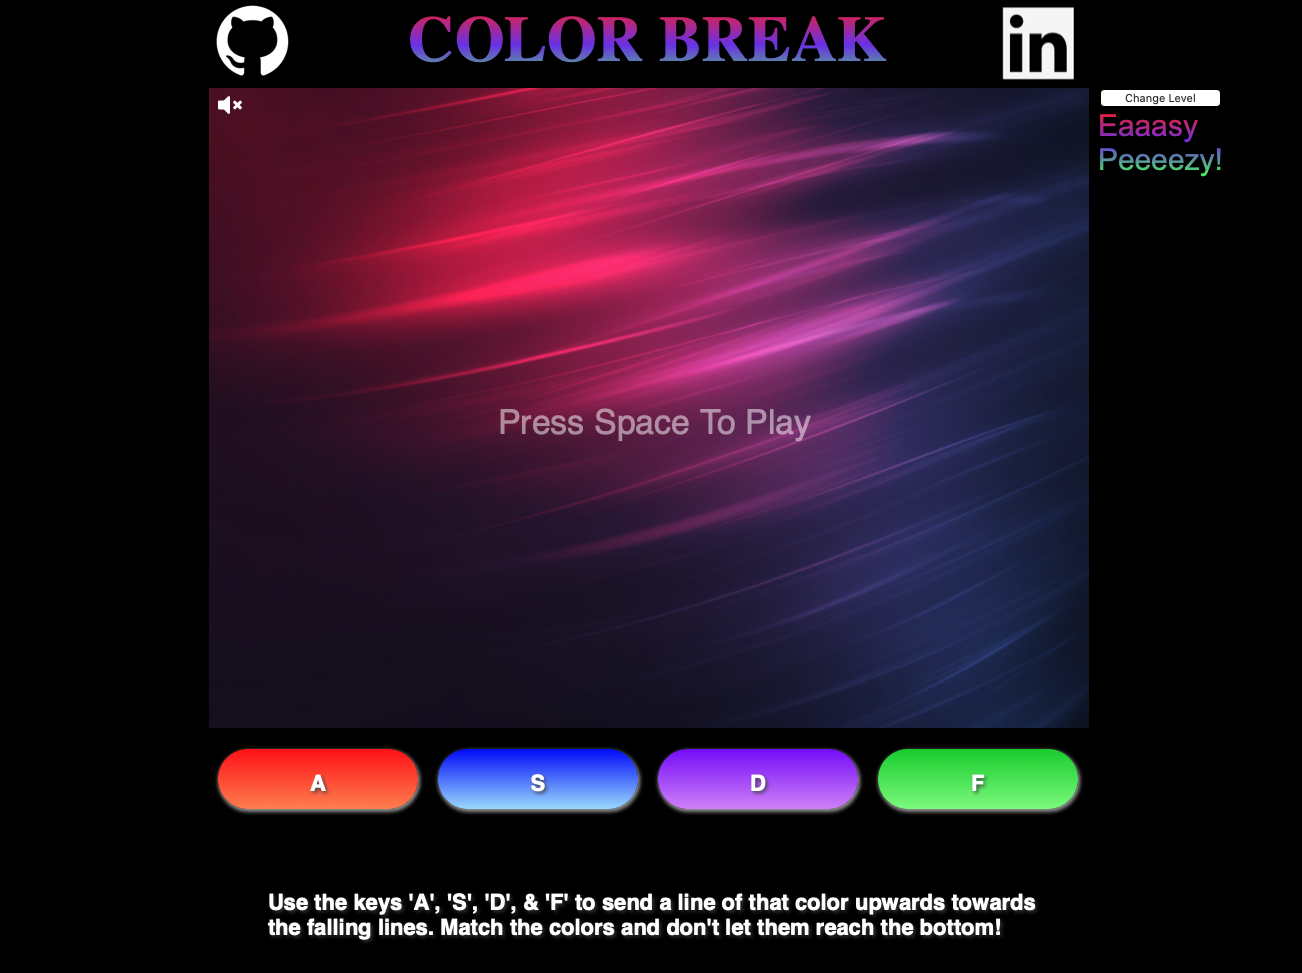 COLOR BREAK
in
Change Level
Eaaasy
Peeeezy!
Press Space To Play
A
S
D
F
Use the keys 'A', 'S', 'D', & 'F' to send a line of that color upwards towards
the falling lines. Match the colors and don't let them reach the bottom!